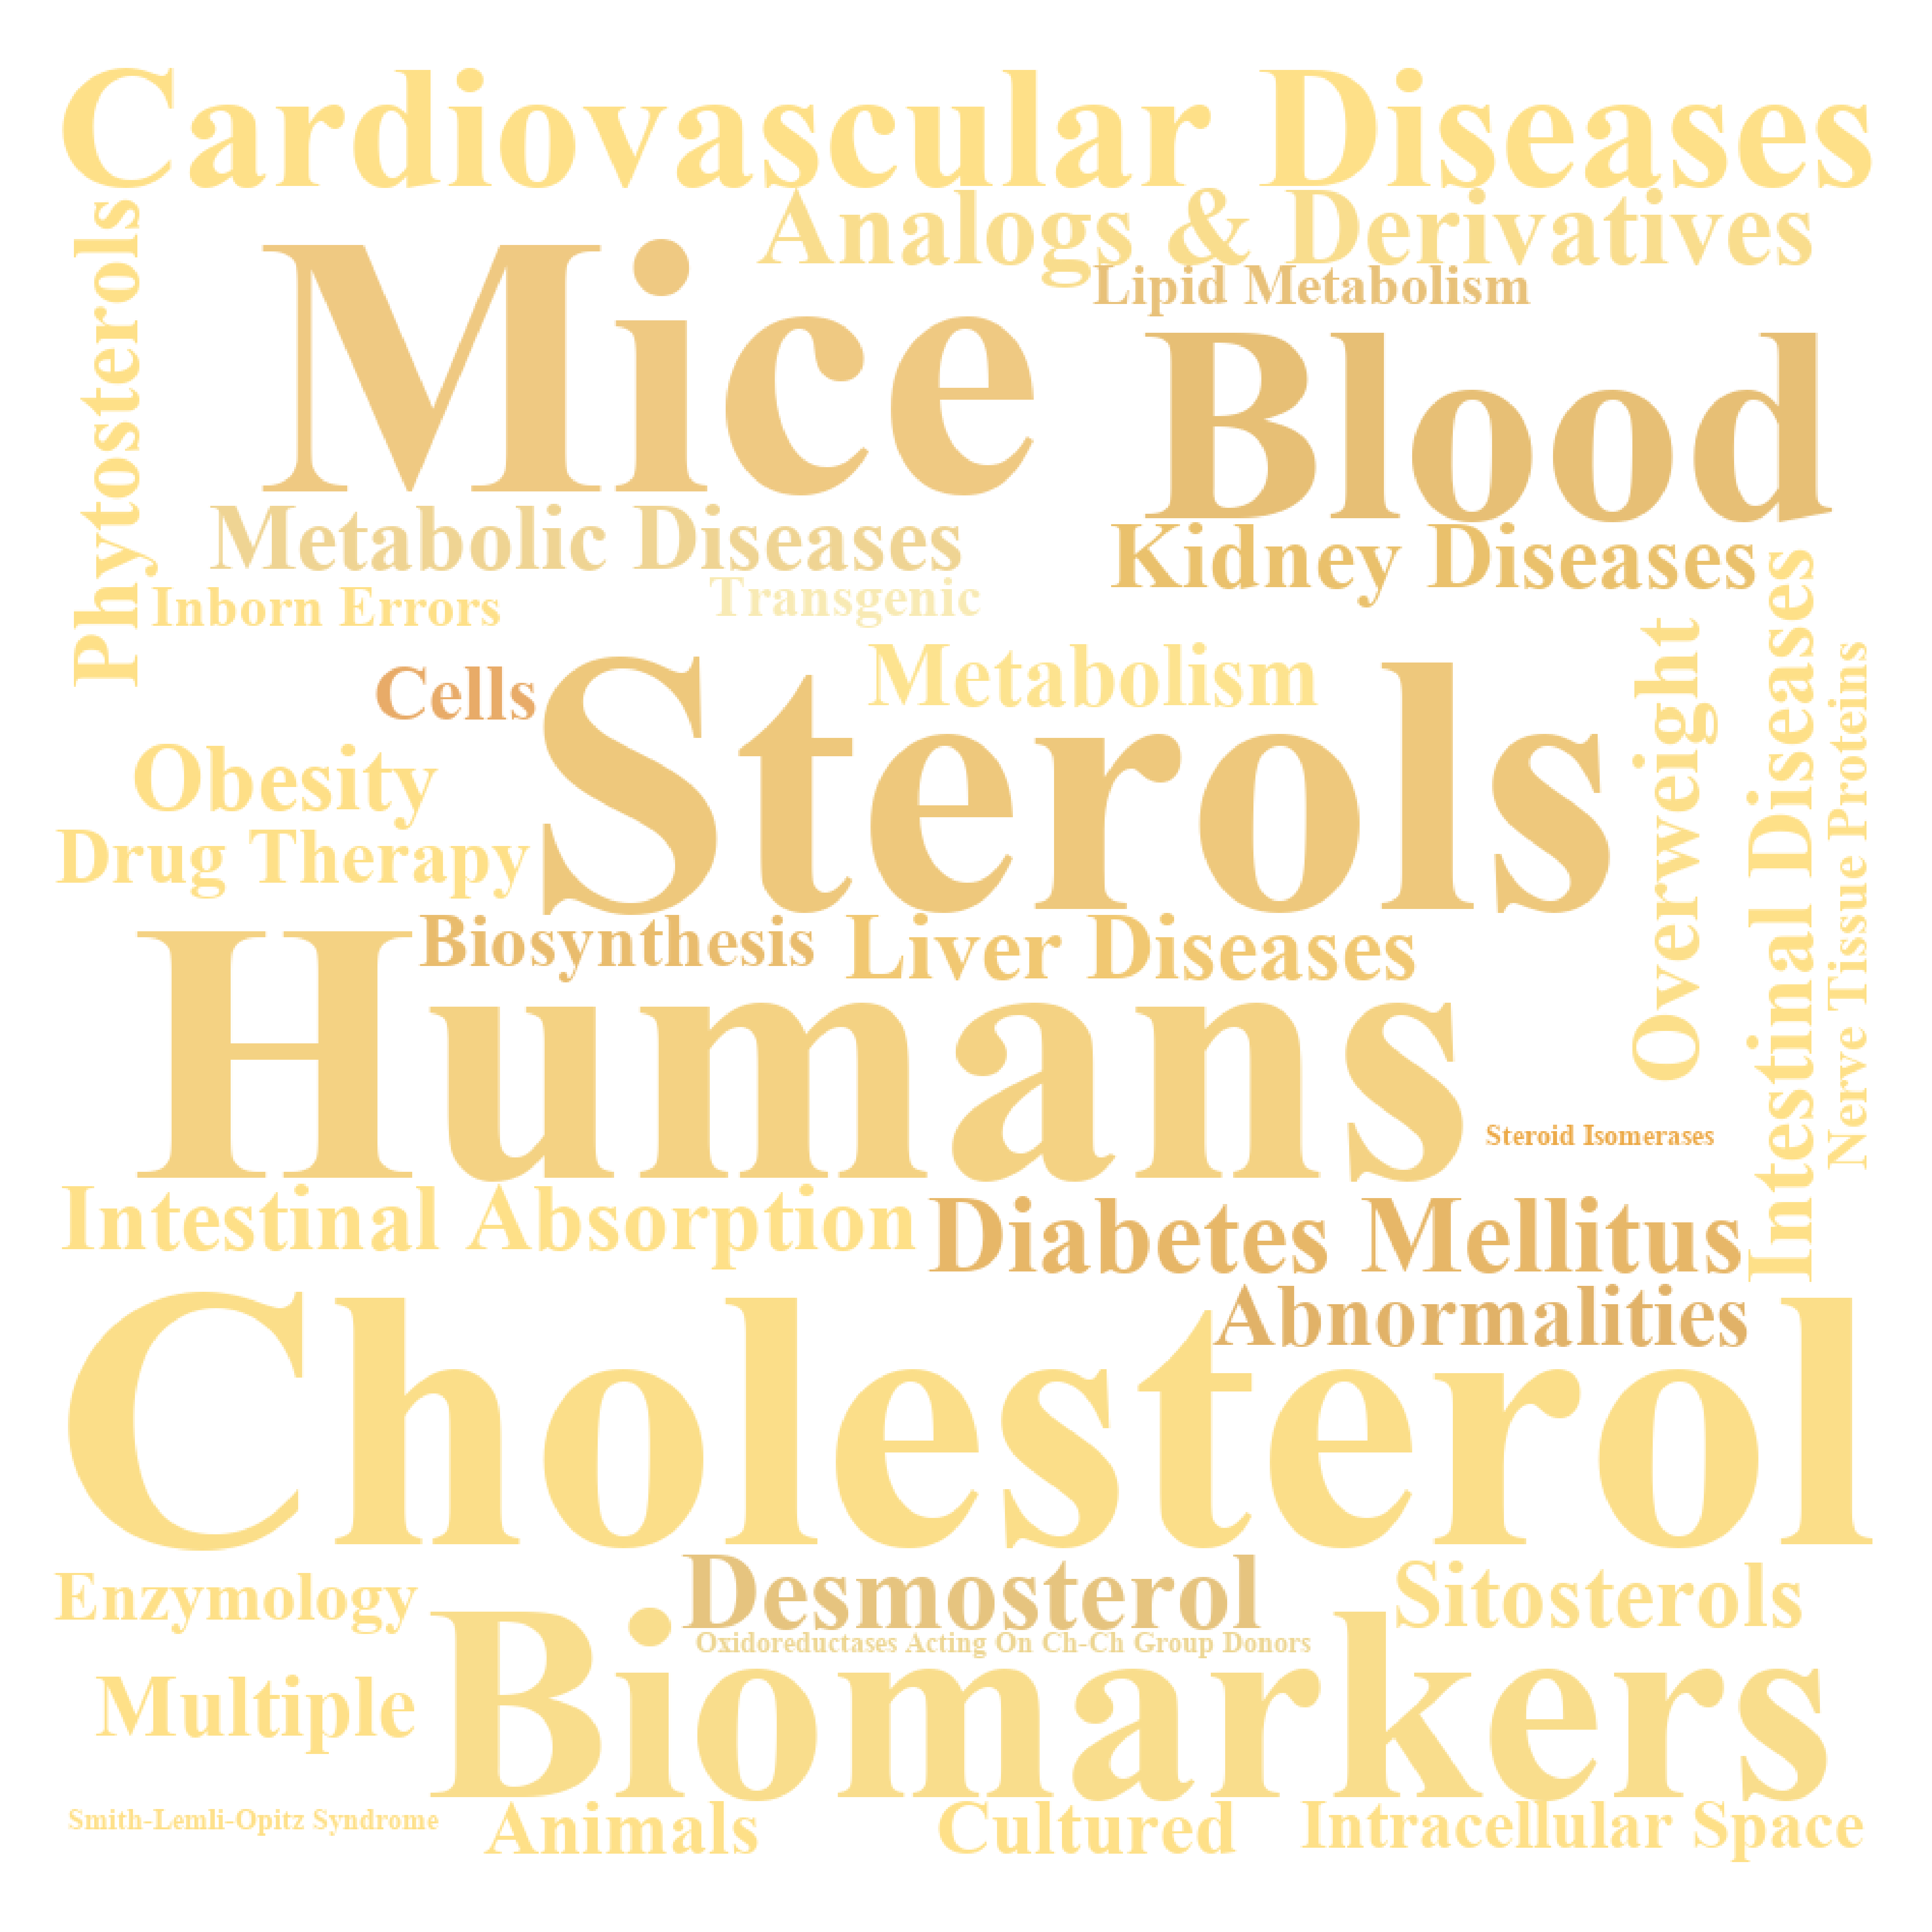 Cardiovascular Diseases
Analogs & Derivatives
Phytosterols
Lipid Metabolism
Mice
Blood
Metabolic Diseases
Kidney Diseases
Inborn Errors
Transgenic
Cells
Metabolism
Sterols
Overweight
Intestinal Diseases
Nerve Tissue Proteins
Obesity
Drug Therapy
Biosynthesis
Liver Diseases
Humans
Steroid Isomerases
Intestinal Absorption
Diabetes Mellitus
Abnormalities
Cholesterol
Desmosterol
Sitosterols
Enzymology
Oxidoreductases Acting On Ch-Ch Group Donors
Multiple
Biomarkers
Smith-Lemli-Opitz Syndrome
Animals
Cultured
Intracellular Space